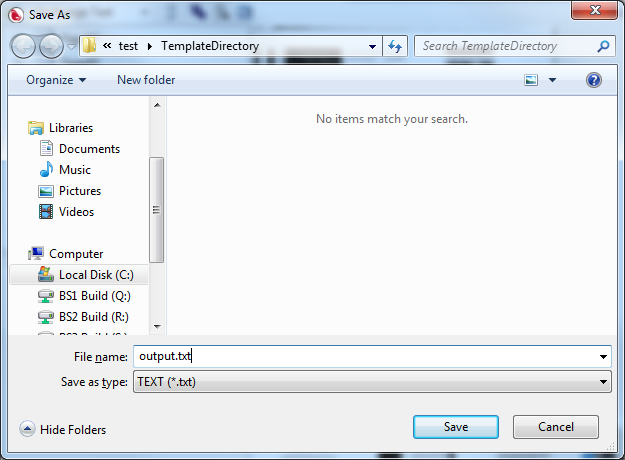 Save As
« test ▸ TemplateDirectory
Search TemplateDirectory
Organize
New folder
No items match your search.
Libraries
Documents
Music
Pictures
Videos
Computer
Local Disk (C:)
BS1 Build (Q:)
BS2 Build (R:)
File name: output.txt
Save as type: TEXT (*.txt)
Hide Folders
Save
Cancel